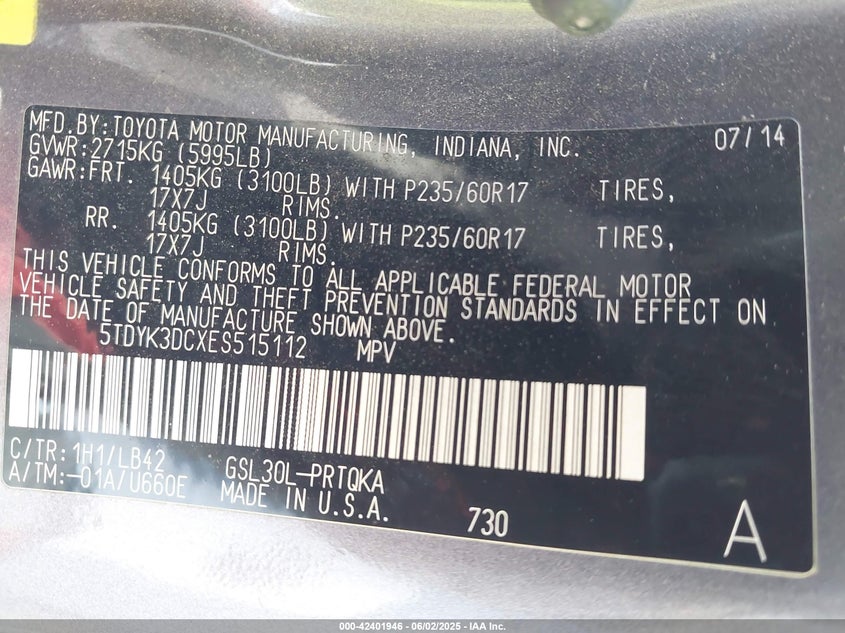 MFD.BY:TOYOTA MOTOR MANUFACTURING, INDIANA, INC. 07/14
GVWR:2715KG (5995LB)
GAWR:FRT. 1405KG (3100LB) WITH P235/60R17 TIRES,
17X7J RIMS.
RR. 1405KG (3100LB) WITH P235/60R17 TIRES,
17X7J RIMS.
THIS VEHICLE CONFORMS TO ALL APPLICABLE FEDERAL MOTOR
VEHICLE SAFETY AND THEFT PREVENTION STANDARDS IN EFFECT ON
THE DATE OF MANUFACTURE SHOWN ABOVE.
5TDYK3DCXES515112 MPV
C/TR:1H1/LB42 GSL30L-PRTQKA
A/TM:-01A/U660E MADE IN U.S.A. 730 A
000-42401946 - 06/02/2025 - IAA Inc.